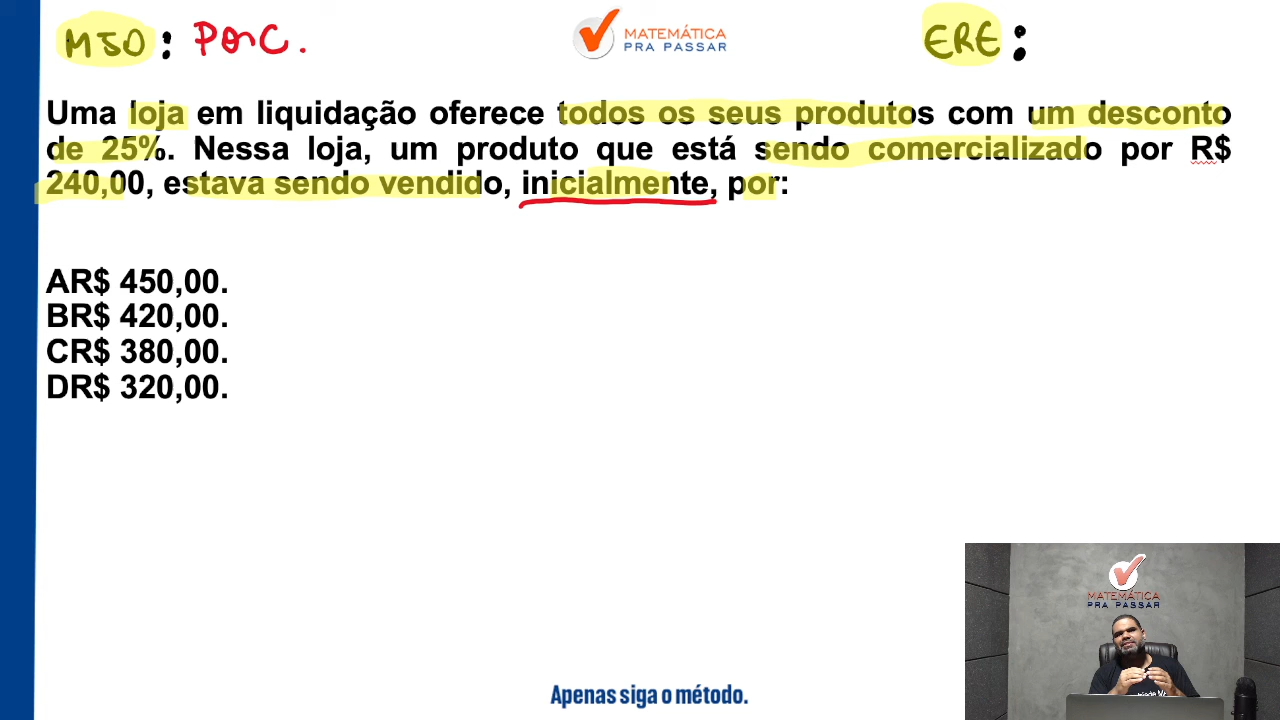 MJO: PORC.
MATEMÁTICA
PRA PASSAR
ERE:
Uma loja em liquidação oferece todos os seus produtos com um desconto
de 25%. Nessa loja, um produto que está sendo comercializado por R$
240,00, estava sendo vendido, inicialmente, por:
AR$ 450,00.
BR$ 420,00.
CR$ 380,00.
DR$ 320,00.
MATEMÁTICA
PRA PASSAR
Apenas siga o método.